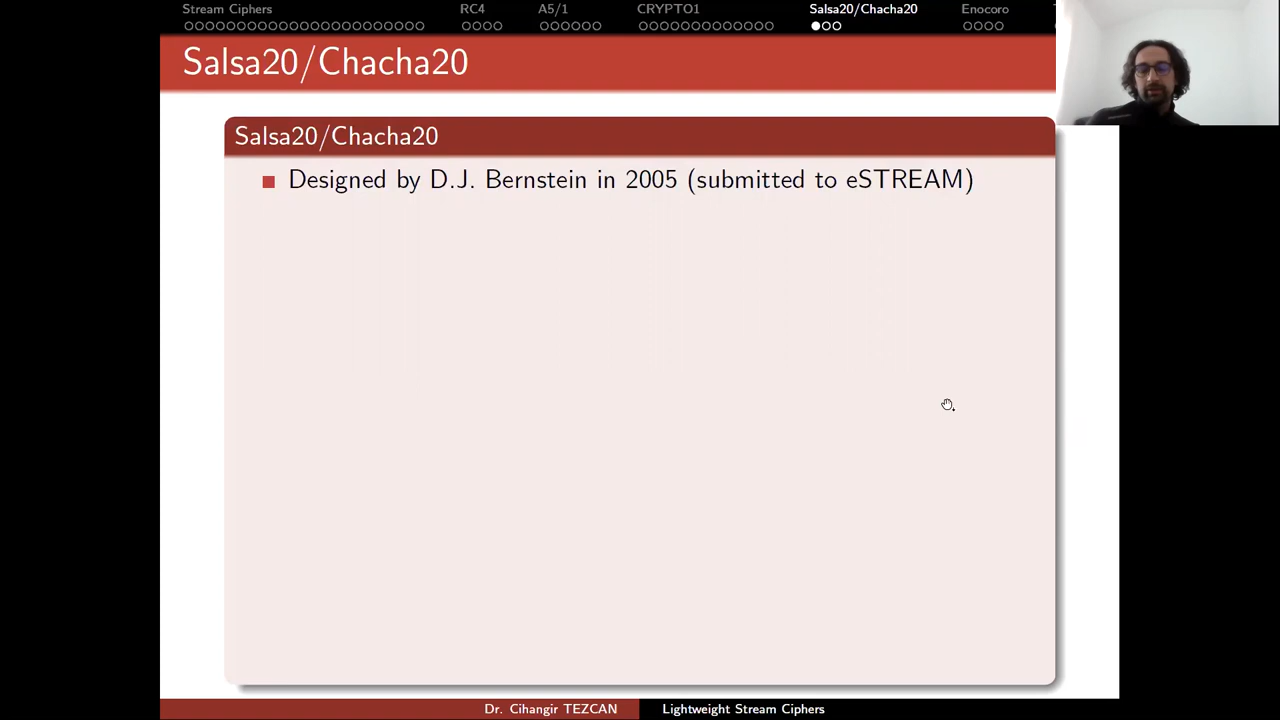 Stream Ciphers RC4 A5/1 CRYPTO1 Salsa20/Chacha20 Enocoro
Salsa20/Chacha20
Salsa20/Chacha20
Designed by D.J. Bernstein in 2005 (submitted to eSTREAM)
Dr. Cihangir TEZCAN Lightweight Stream Ciphers